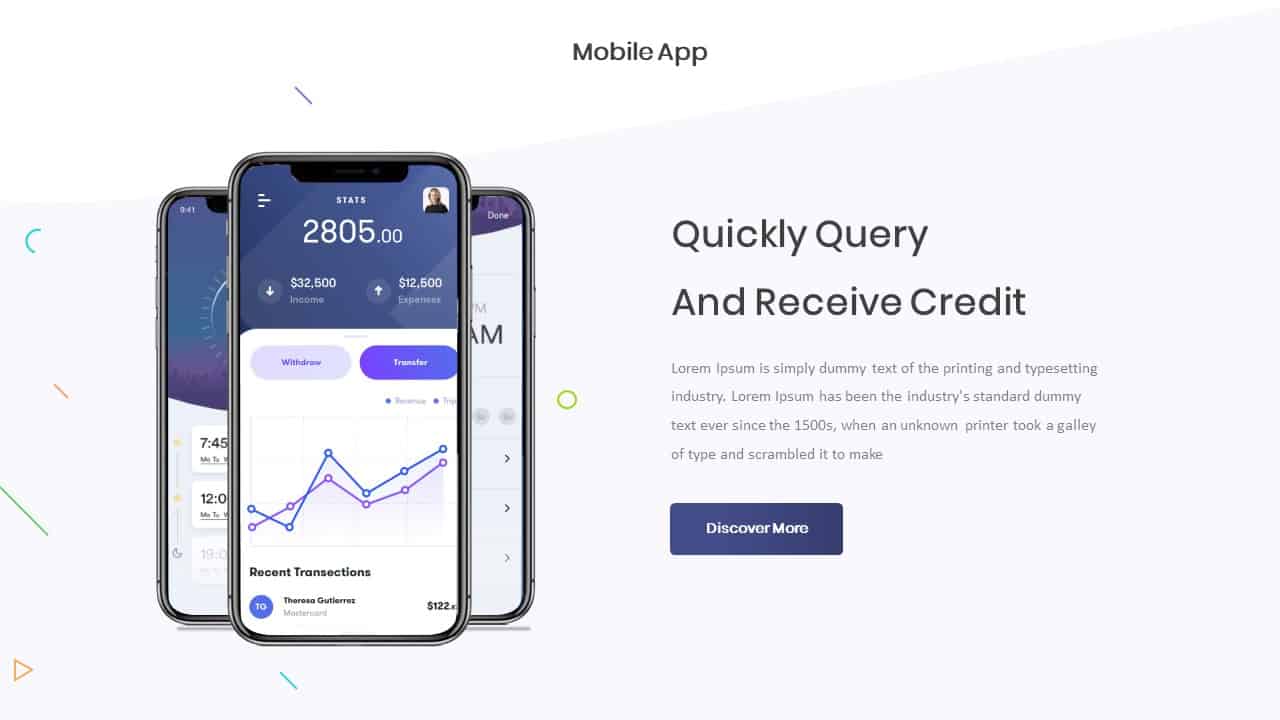 Mobile App
9:41
7:45
Mo Tu
12:0
Mo Tu
19:0
STATS
2805.00
$32,500
Income
$12,500
Expenses
Withdraw
Transfer
Revenue
Recent Transections
TG
Theresa Gutierrez
Mastercard
$122.
Done
AM
Quickly Query
And Receive Credit
Lorem Ipsum is simply dummy text of the printing and typesetting
industry. Lorem Ipsum has been the industry's standard dummy
text ever since the 1500s, when an unknown printer took a galley
of type and scrambled it to make
Discover More